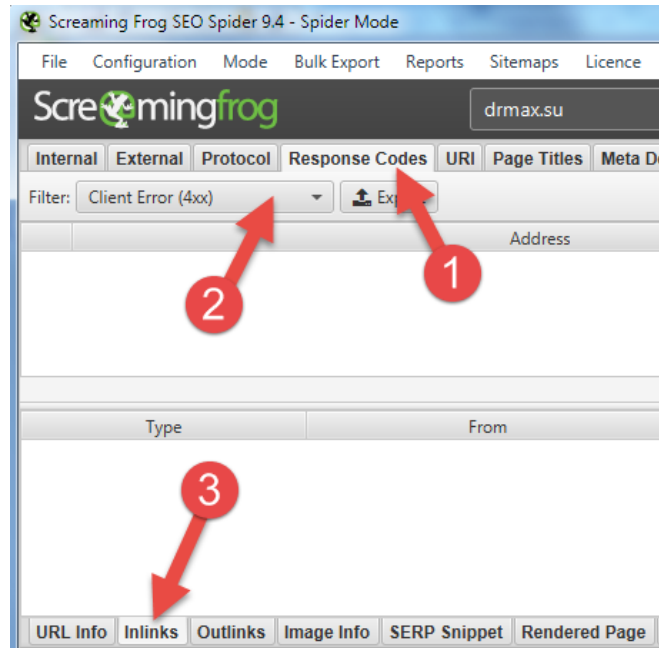 Screaming Frog SEO Spider 9.4 - Spider Mode
File Configuration Mode Bulk Export Reports Sitemaps Licence
Screamingfrog drmax.su
Internal External Protocol Response Codes URI Page Titles Meta
Filter: Client Error (4xx)
Address
1
2
Type From
3
URL Info Inlinks Outlinks Image Info SERP Snippet Rendered Page